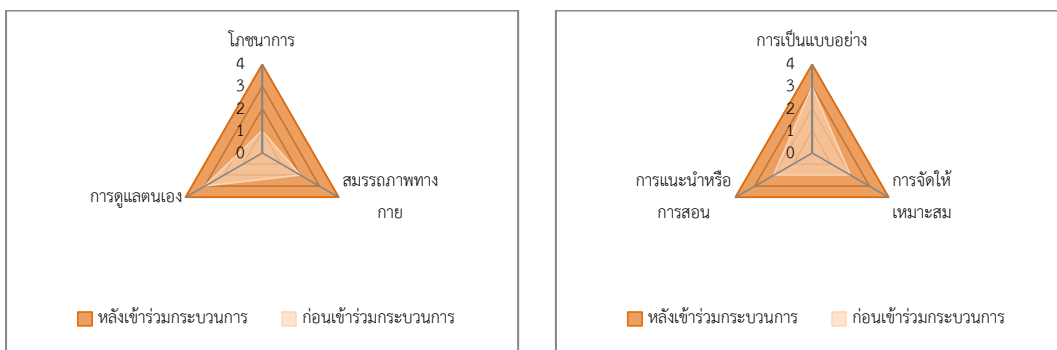 โภชนาการ
4
3
2
1
0
สมรรถภาพทาง
กาย
การดูแลตนเอง
หลังเข้าร่วมกระบวนการ
ก่อนเข้าร่วมกระบวนการ
การเป็นแบบอย่าง
4
3
2
1
0
การจัดให้
เหมาะสม
การแนะนำหรือ
การสอน
หลังเข้าร่วมกระบวนการ
ก่อนเข้าร่วมกระบวนการ